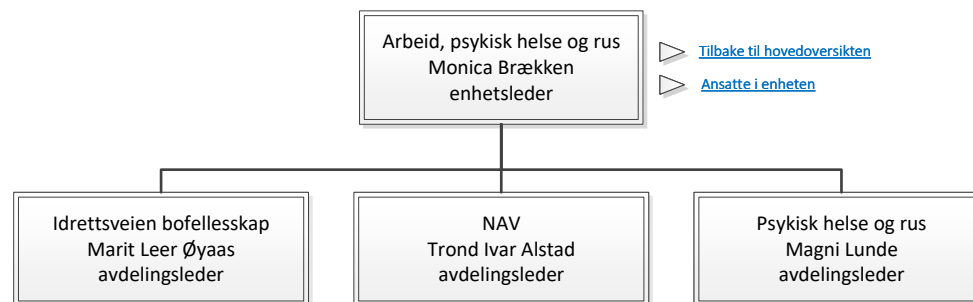 Arbeid, psykisk helse og rus
Monica Brækken
enhetsleder
Tilbake til hovedoversikten
Ansatte i enheten
Idrettsveien bofellesskap
Marit Leer Øyaas
avdelingsleder
NAV
Trond Ivar Alstad
avdelingsleder
Psykisk helse og rus
Magni Lunde
avdelingsleder